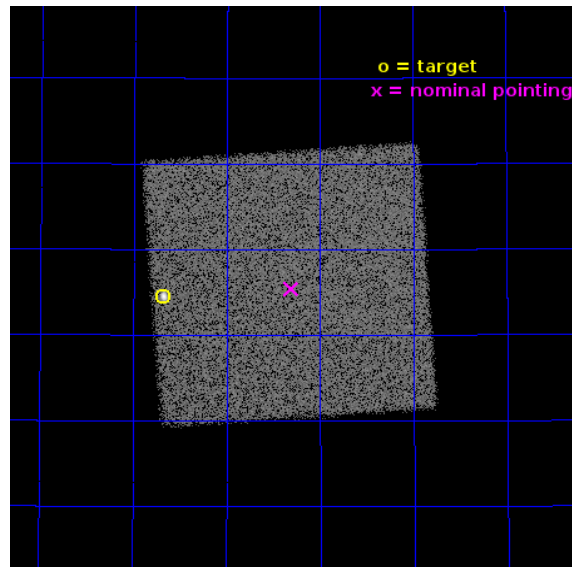 o = target
x = nominal pointing